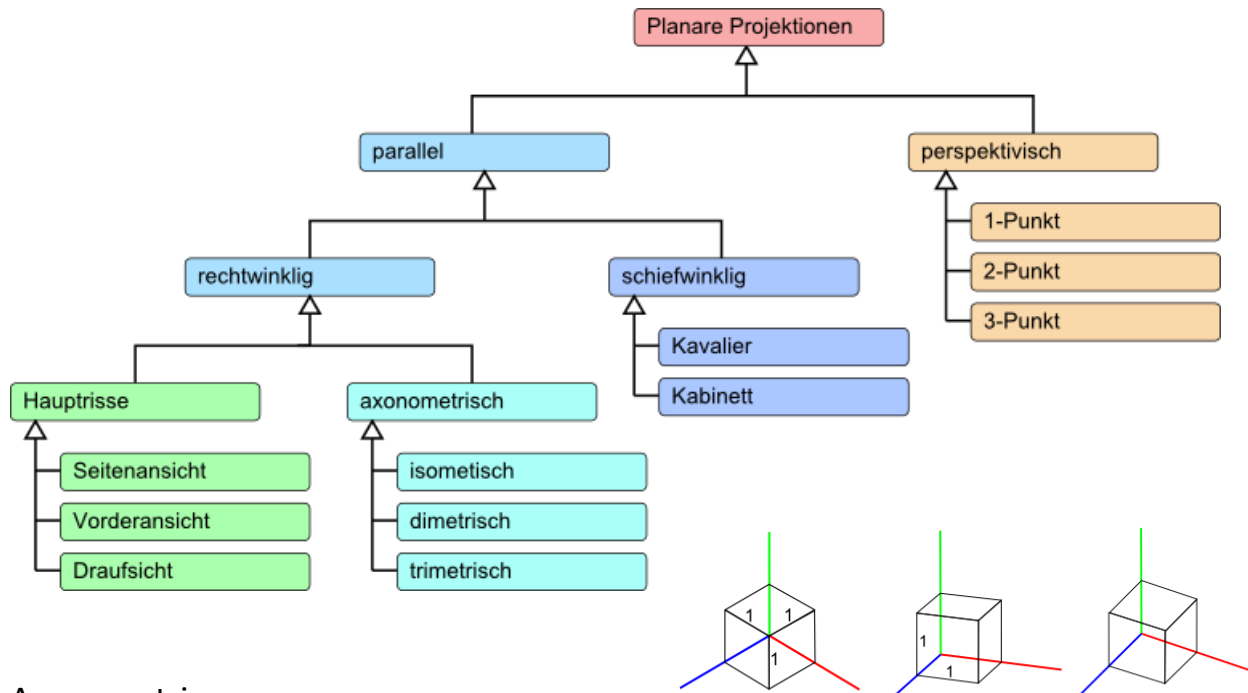 Planare Projektionen
parallel
perspektivisch
1-Punkt
2-Punkt
3-Punkt
rechtwinklig
schiefwinklig
Kavalier
Kabinett
Hauptrisse
axonometrisch
Seitenansicht
Vorderansicht
Draufsicht
isometisch
dimetrisch
trimetrisch
1 1
1
1
1